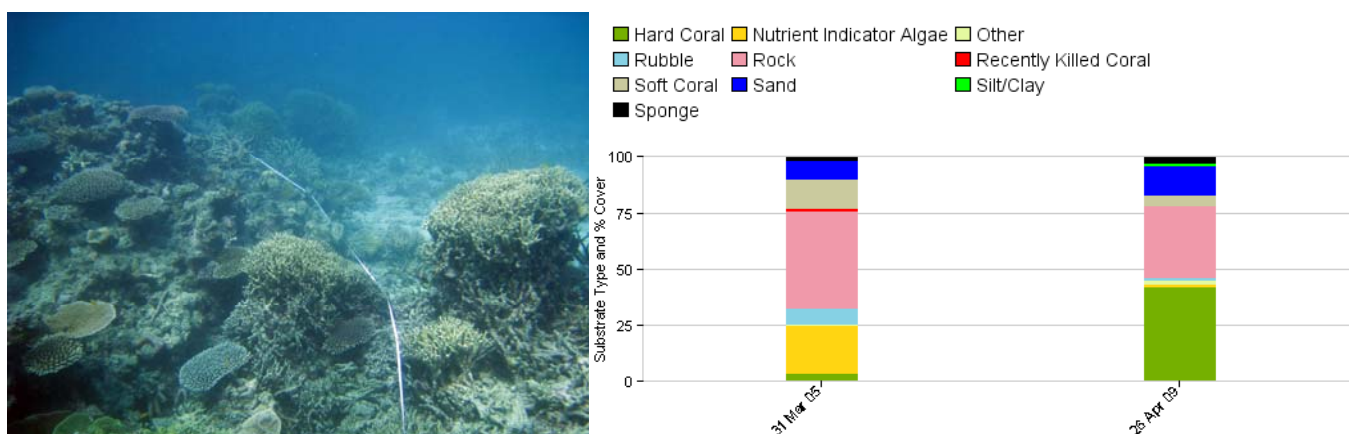 Hard Coral Nutrient Indicator Algae Other
Rubble Rock Recently Killed Coral
Soft Coral Sand Silt/Clay
Sponge
100
75
50
25
0
Substrate Type and % Cover
31 Mar 05
26 Apr 09